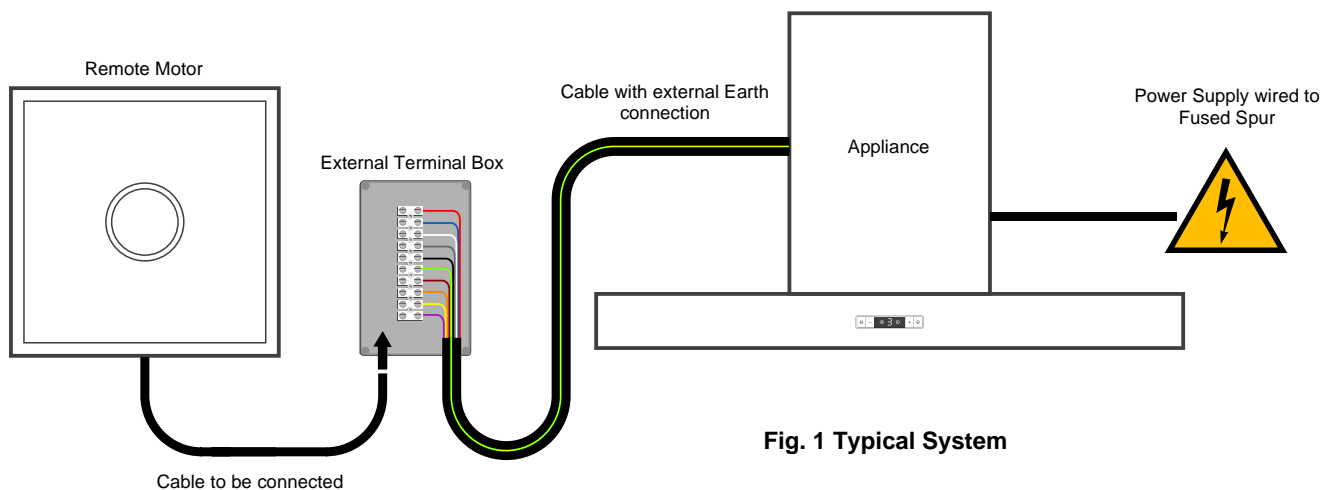 Remote Motor
External Terminal Box
Cable with external Earth
connection
Appliance
Power Supply wired to
Fused Spur
3
Fig. 1 Typical System
Cable to be connected